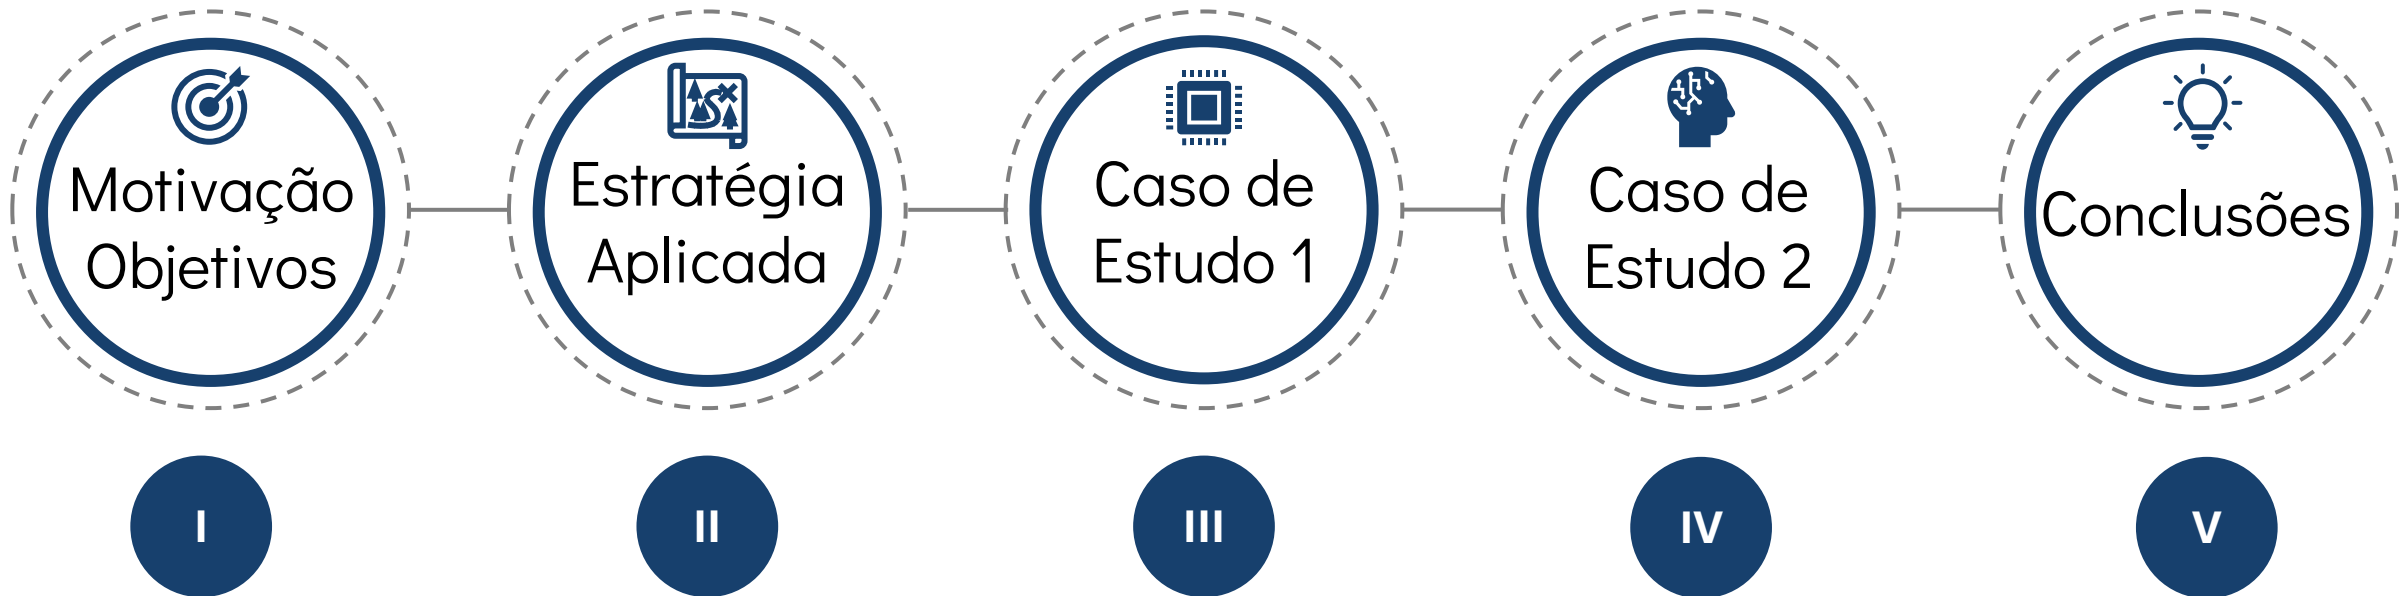 Motivação
Objetivos
Estratégia
Aplicada
Caso de
Estudo 1
Caso de
Estudo 2
Conclusões
I
II
III
IV
V